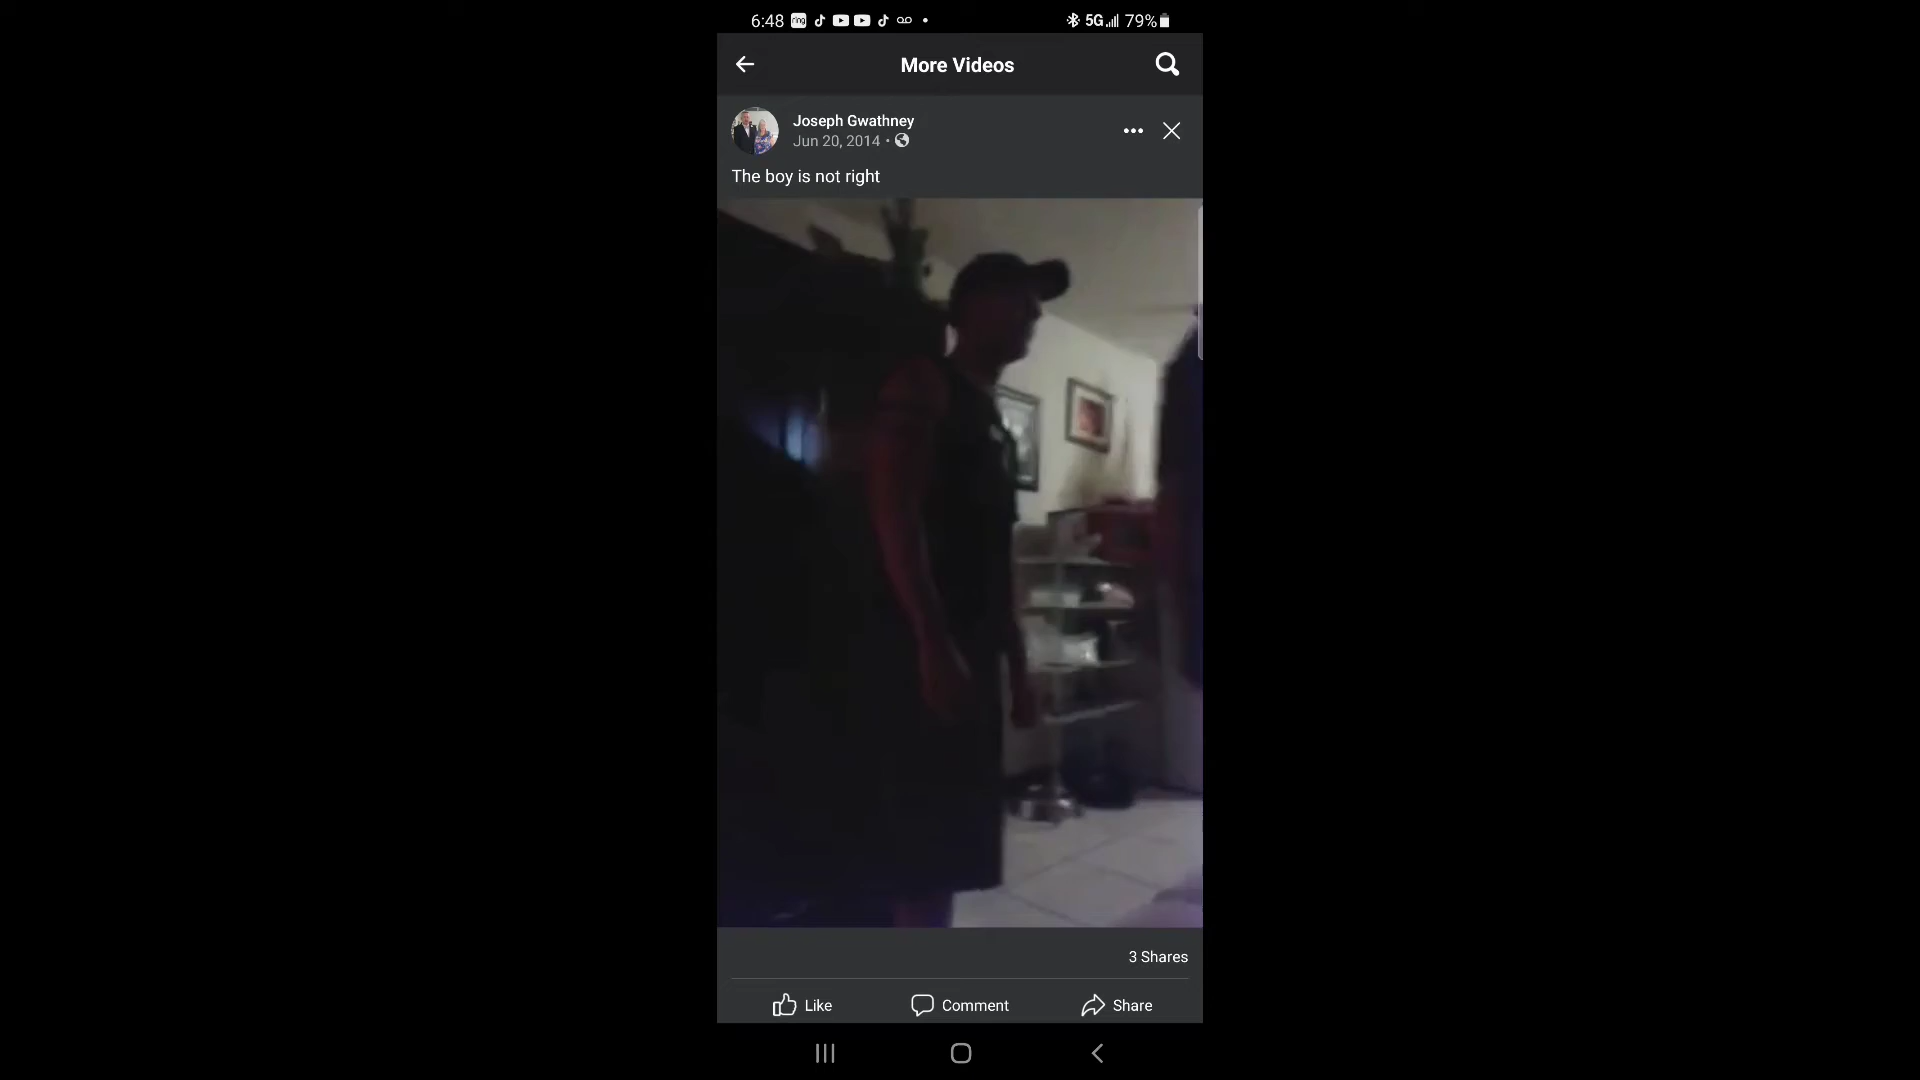 6:48 ring 5G 79%
More Videos
Joseph Gwathney
Jun 20, 2014 •
The boy is not right
3 Shares
Like Comment Share